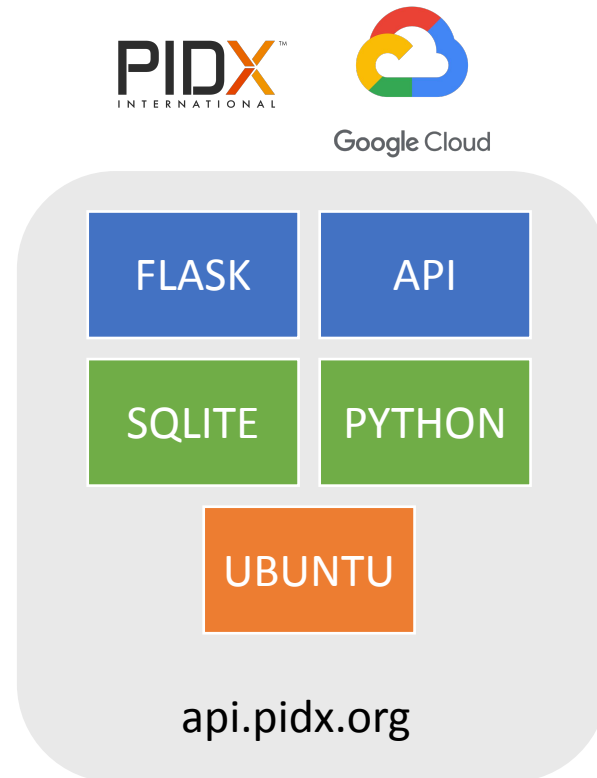 PIDX™
INTERNATIONAL
Google Cloud
FLASK
API
SQLITE
PYTHON
UBUNTU
api.pidx.org